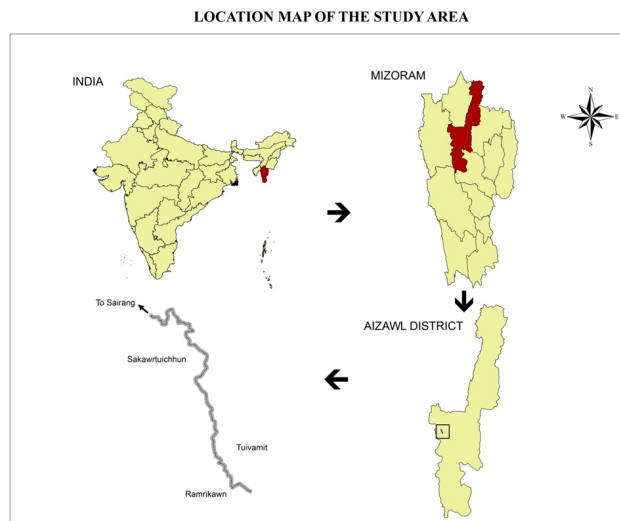 LOCATION MAP OF THE STUDY AREA
INDIA
MIZORAM
N
W
E
S
To Sairang
AIZAWL DISTRICT
Sakawrtuichhun
Tuivamit
Ramrikawn